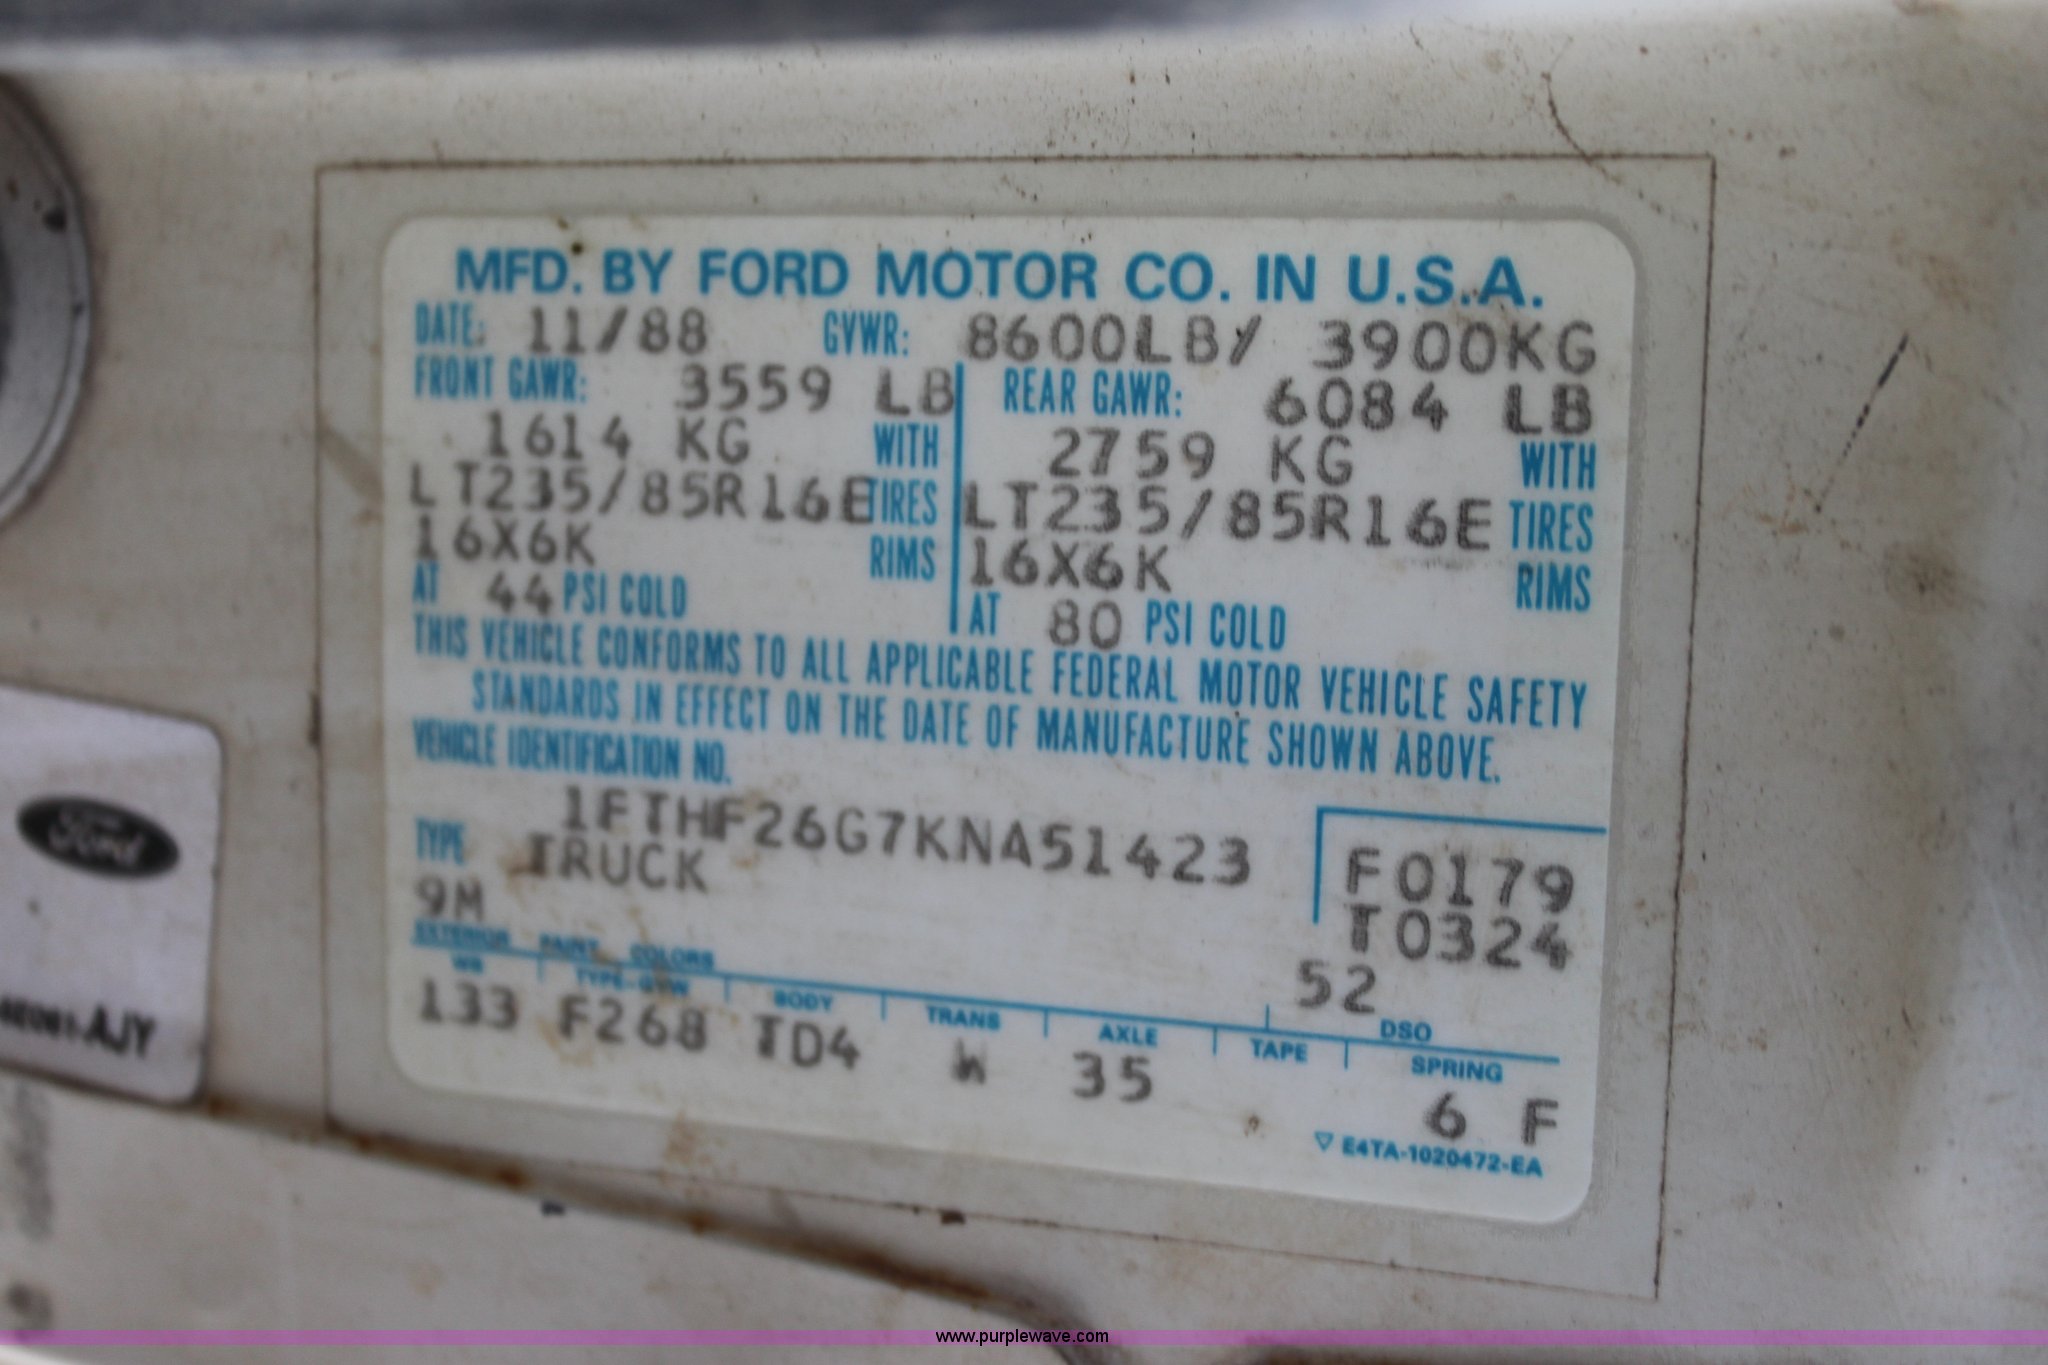 MFD. BY FORD MOTOR CO. IN U.S.A.
DATE: 11/88 GVWR: 8600LB/ 3900KG
FRONT GAWR: 3559 LB
1614 KG WITH
LT235/85R16E TIRES
16X6K RIMS
AT 44 PSI COLD
REAR GAWR: 6084 LB
2759 KG WITH
LT235/85R16E TIRES
16X6K RIMS
AT 80 PSI COLD
THIS VEHICLE CONFORMS TO ALL APPLICABLE FEDERAL MOTOR VEHICLE SAFETY
STANDARDS IN EFFECT ON THE DATE OF MANUFACTURE SHOWN ABOVE.
VEHICLE IDENTIFICATION NO.
1FTHF26G7KNA51423
TYPE TRUCK
F0179
T0324
9M
52
EXTERIOR PAINT COLORS DSO
WB TYPE-GVW BODY TRANS AXLE TAPE SPRING
133 F268 TD4 W 35 6 F
E4TA-1020472-EA
Ford
AJY
www.purplewave.com